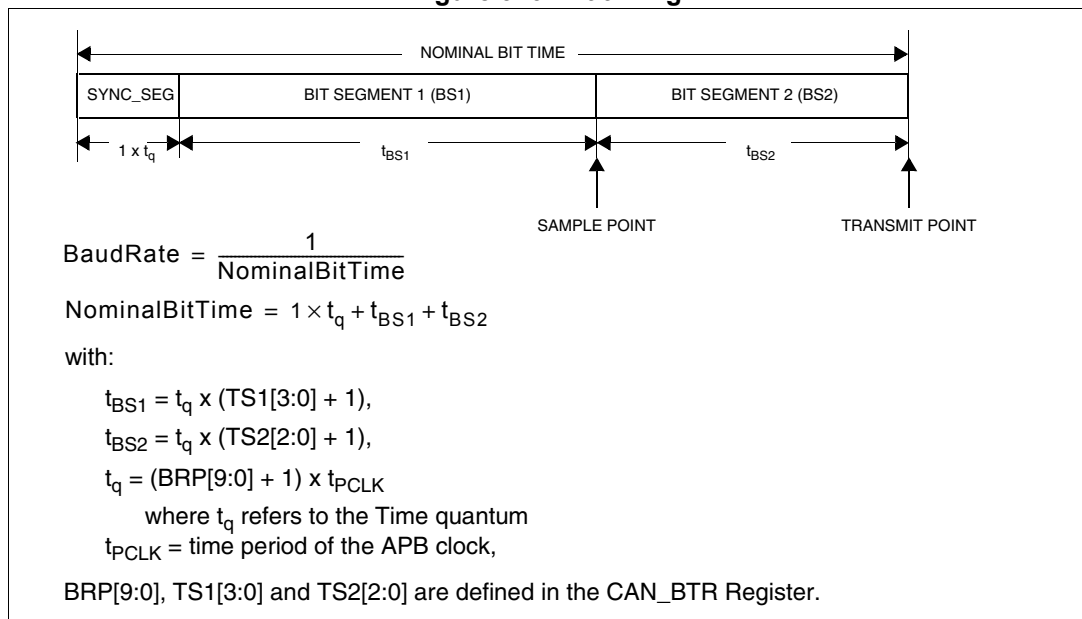 NOMINAL BIT TIME
SYNC_SEG BIT SEGMENT 1 (BS1) BIT SEGMENT 2 (BS2)
1 x tq tBS1 tBS2
SAMPLE POINT TRANSMIT POINT
BaudRate = 1 / NominalBitTime
NominalBitTime = 1 × tq + tBS1 + tBS2
with:
tBS1 = tq x (TS1[3:0] + 1),
tBS2 = tq x (TS2[2:0] + 1),
tq = (BRP[9:0] + 1) x tPCLK
where tq refers to the Time quantum
tPCLK = time period of the APB clock,
BRP[9:0], TS1[3:0] and TS2[2:0] are defined in the CAN_BTR Register.